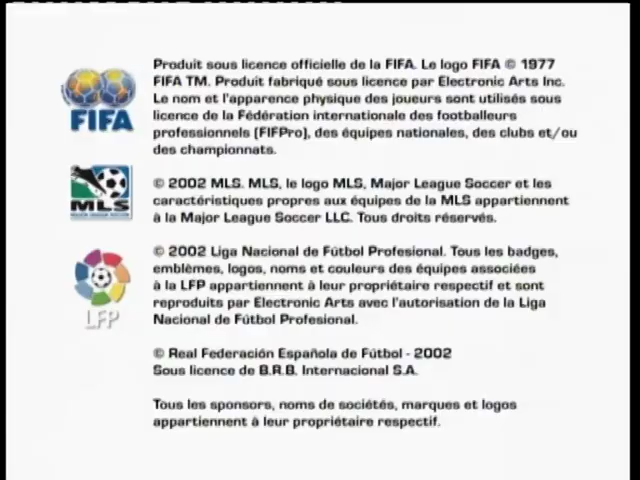 Produit sous licence officielle de la FIFA. Le logo FIFA © 1977
FIFA TM. Produit fabriqué sous licence par Electronic Arts Inc.
Le nom et l'apparence physique des joueurs sont utilisés sous
licence de la Fédération internationale des footballeurs
professionnels (FIFPro), des équipes nationales, des clubs et/ou
des championnats.
FIFA
© 2002 MLS. MLS, le logo MLS, Major League Soccer et les
caractéristiques propres aux équipes de la MLS appartiennent
à la Major League Soccer LLC. Tous droits réservés.
MLS
MAJOR LEAGUE SOCCER
© 2002 Liga Nacional de Fútbol Profesional. Tous les badges,
emblèmes, logos, noms et couleurs des équipes associées
à la LFP appartiennent à leur propriétaire respectif et sont
reproduits par Electronic Arts avec l'autorisation de la Liga
Nacional de Fútbol Profesional.
LFP
© Real Federación Española de Fútbol - 2002
Sous licence de B.R.B. Internacional S.A.
Tous les sponsors, noms de sociétés, marques et logos
appartiennent à leur propriétaire respectif.